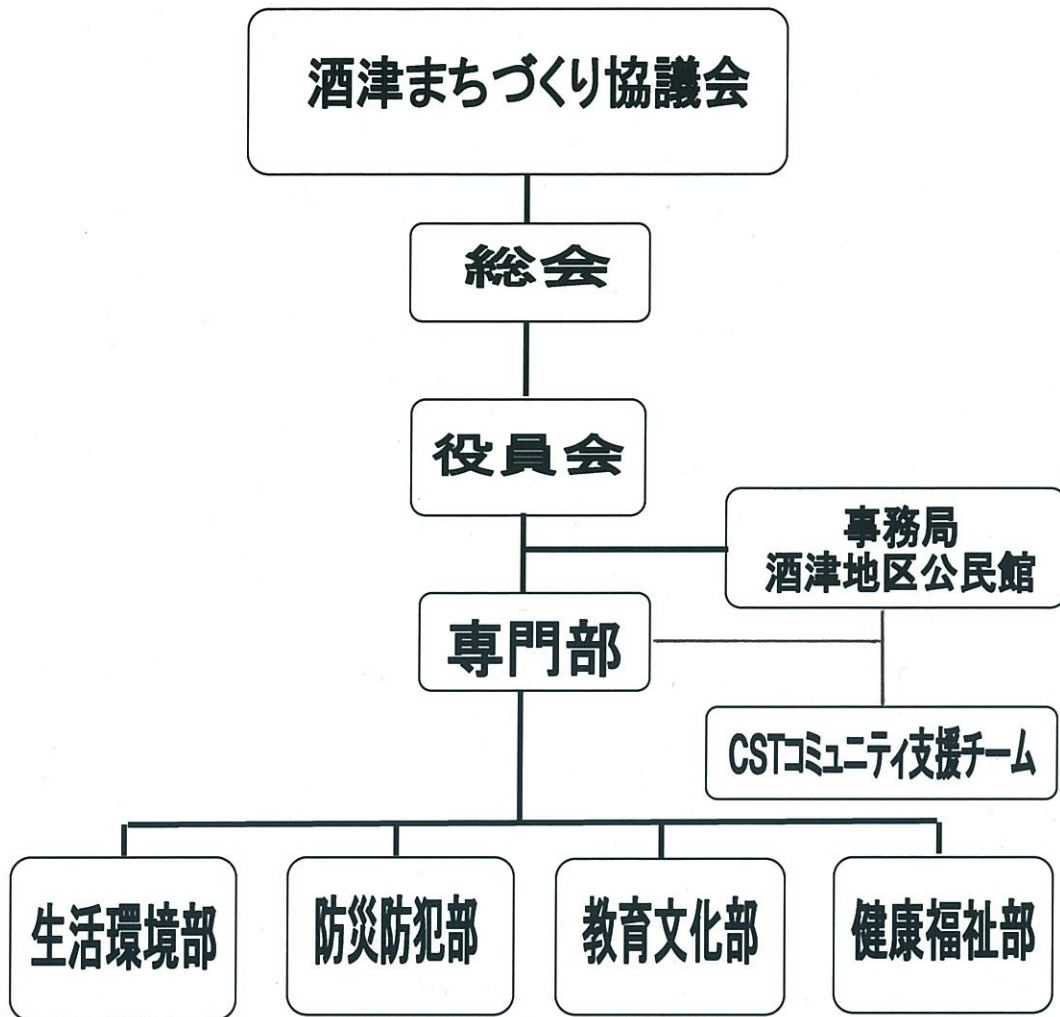 酒津まちづくり協議会
総会
役員会
事務局
酒津地区公民館
専門部
CSTコミュニティ支援チーム
生活環境部
防災防犯部
教育文化部
健康福祉部